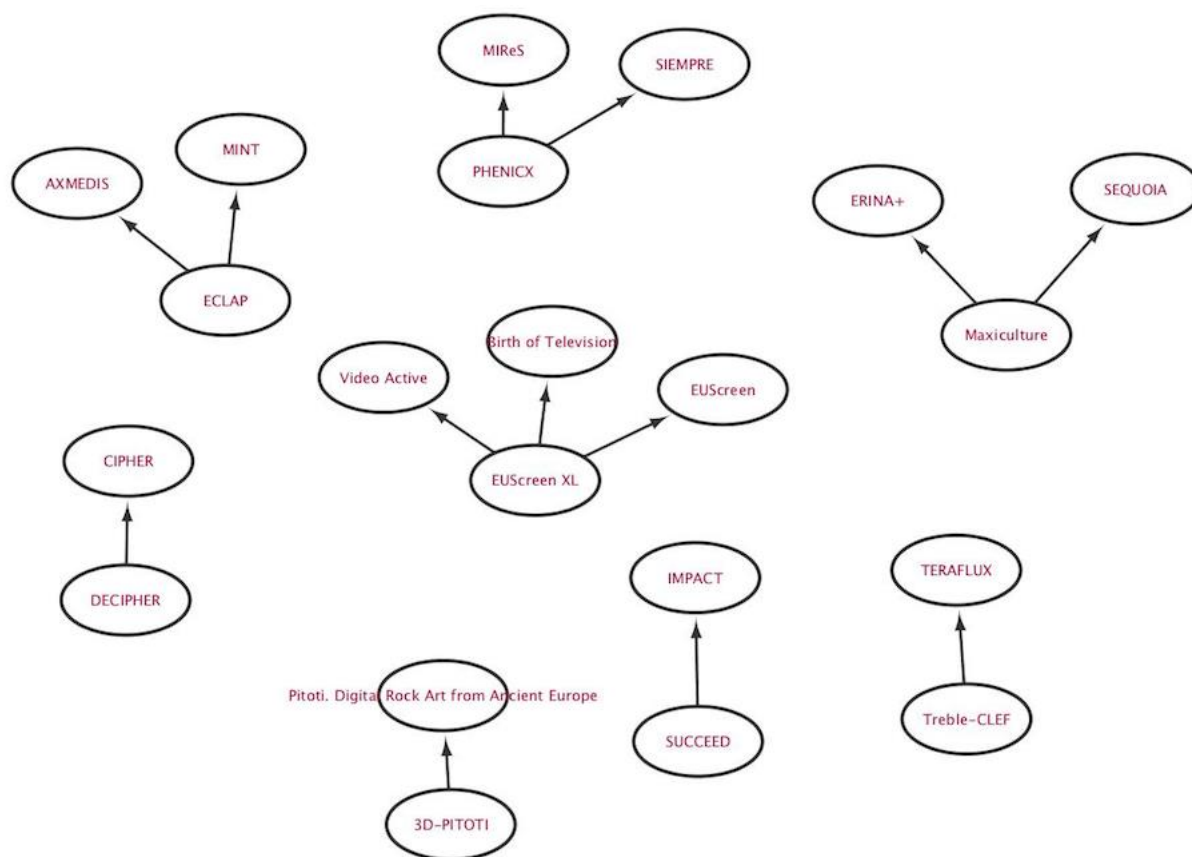 MIReS
SIEMPRE
MINT
PHENICX
AXMEDIS
ERINA+
SEQUOIA
ECLAP
Birth of Television
Maxiculture
Video Active
EUScreen
CIPHER
EUScreen XL
IMPACT
TERAFLUX
DECIPHER
Pitoti. Digital Rock Art from Ancient Europe
Treble-CLEF
SUCCEED
3D-PITOTI